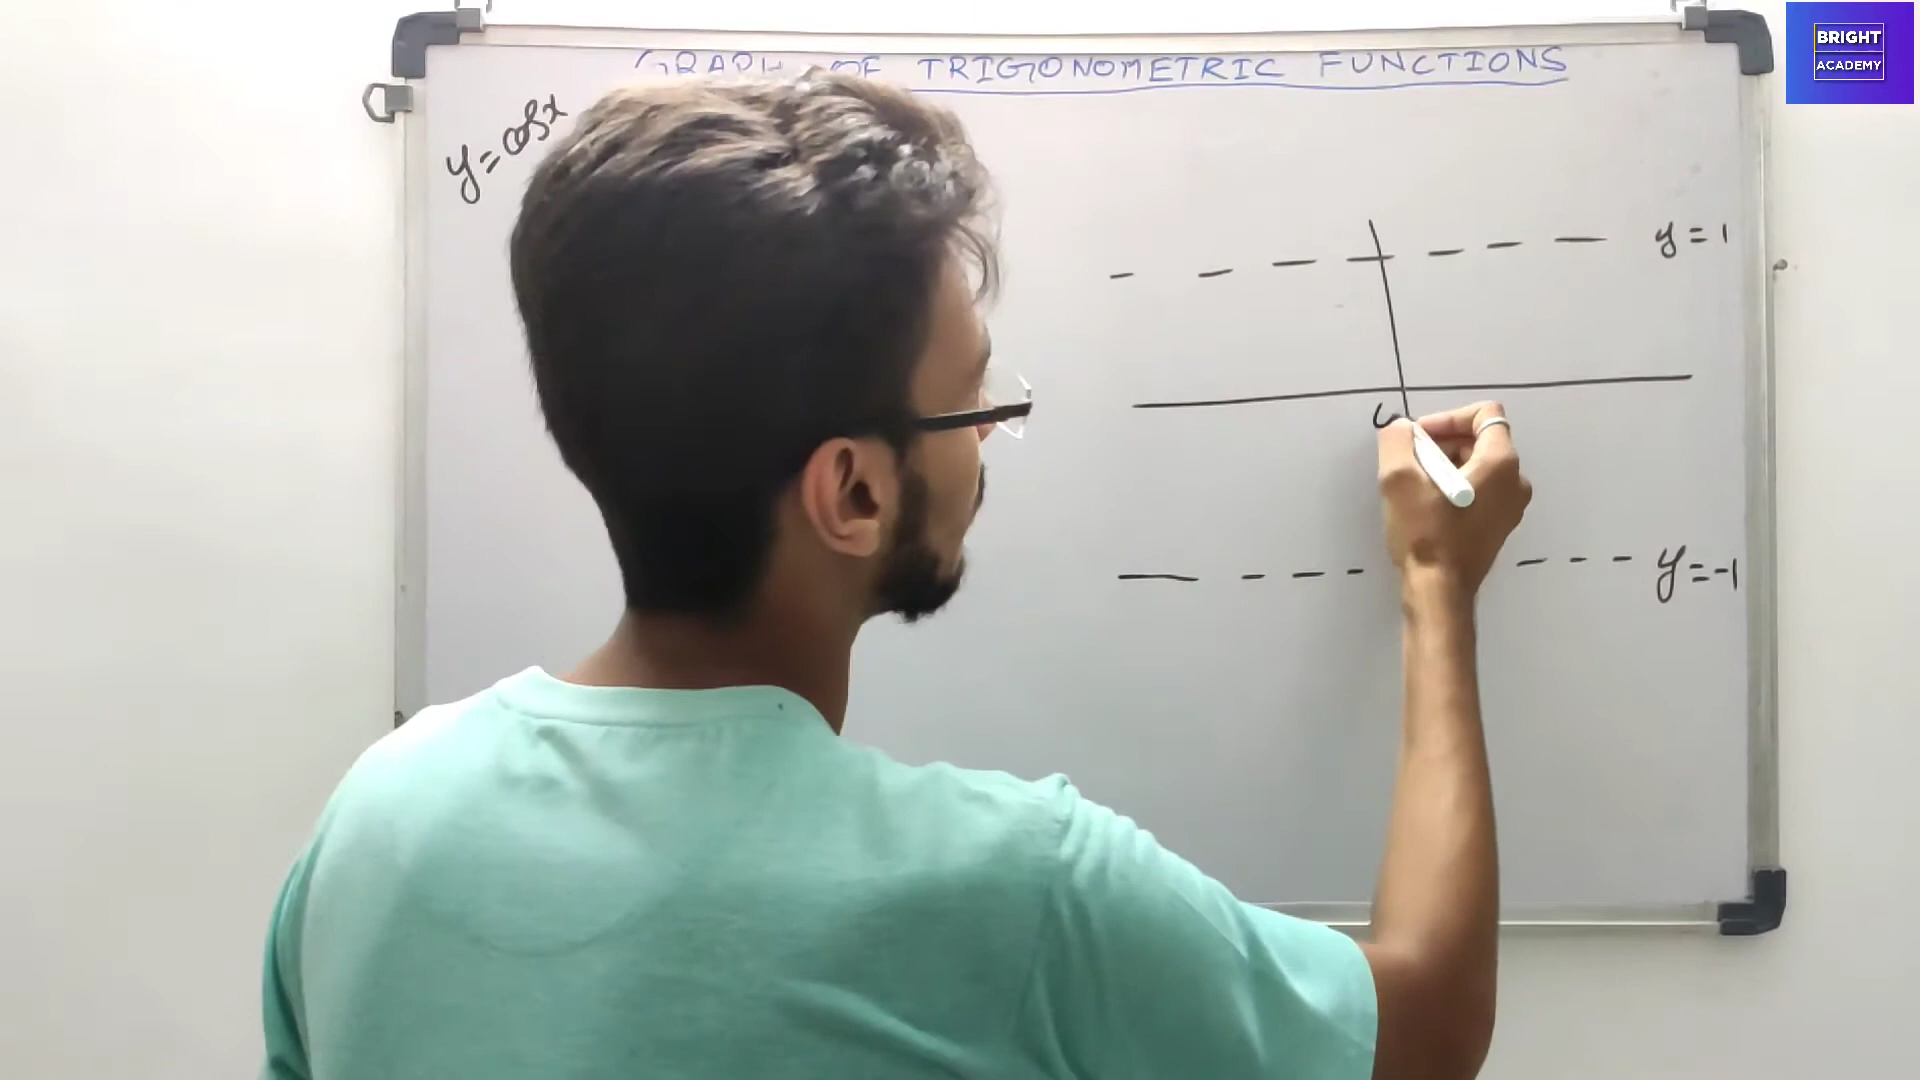 GRAPH OF TRIGONOMETRIC FUNCTIONS
BRIGHT
ACADEMY
y = cosx
y = 1
y = -1